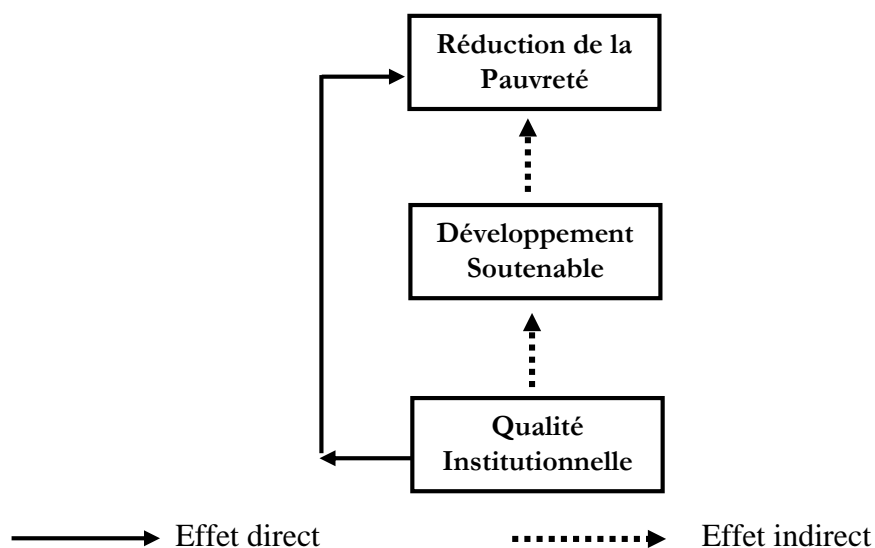 Réduction de la
Pauvreté
Développement
Soutenable
Qualité
Institutionnelle
Effet direct
Effet indirect